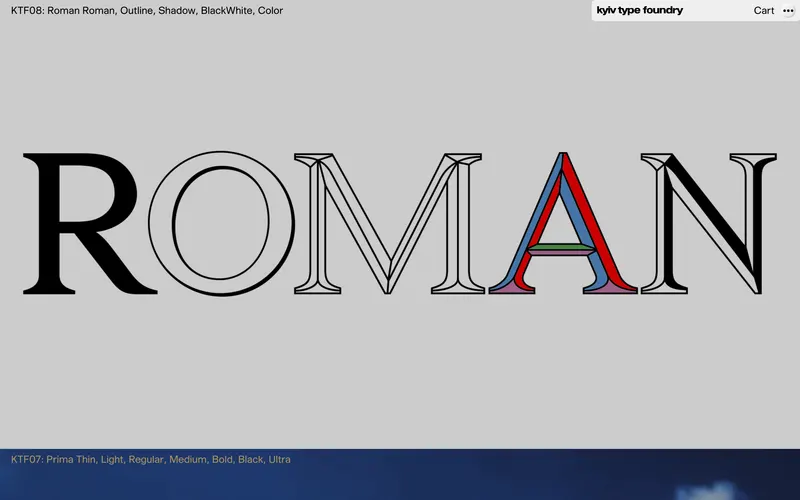 KTF08: Roman Roman, Outline, Shadow, BlackWhite, Color
kyiv type foundry
Cart
ROMAN
KTF07: Prima Thin, Light, Regular, Medium, Bold, Black, Ultra